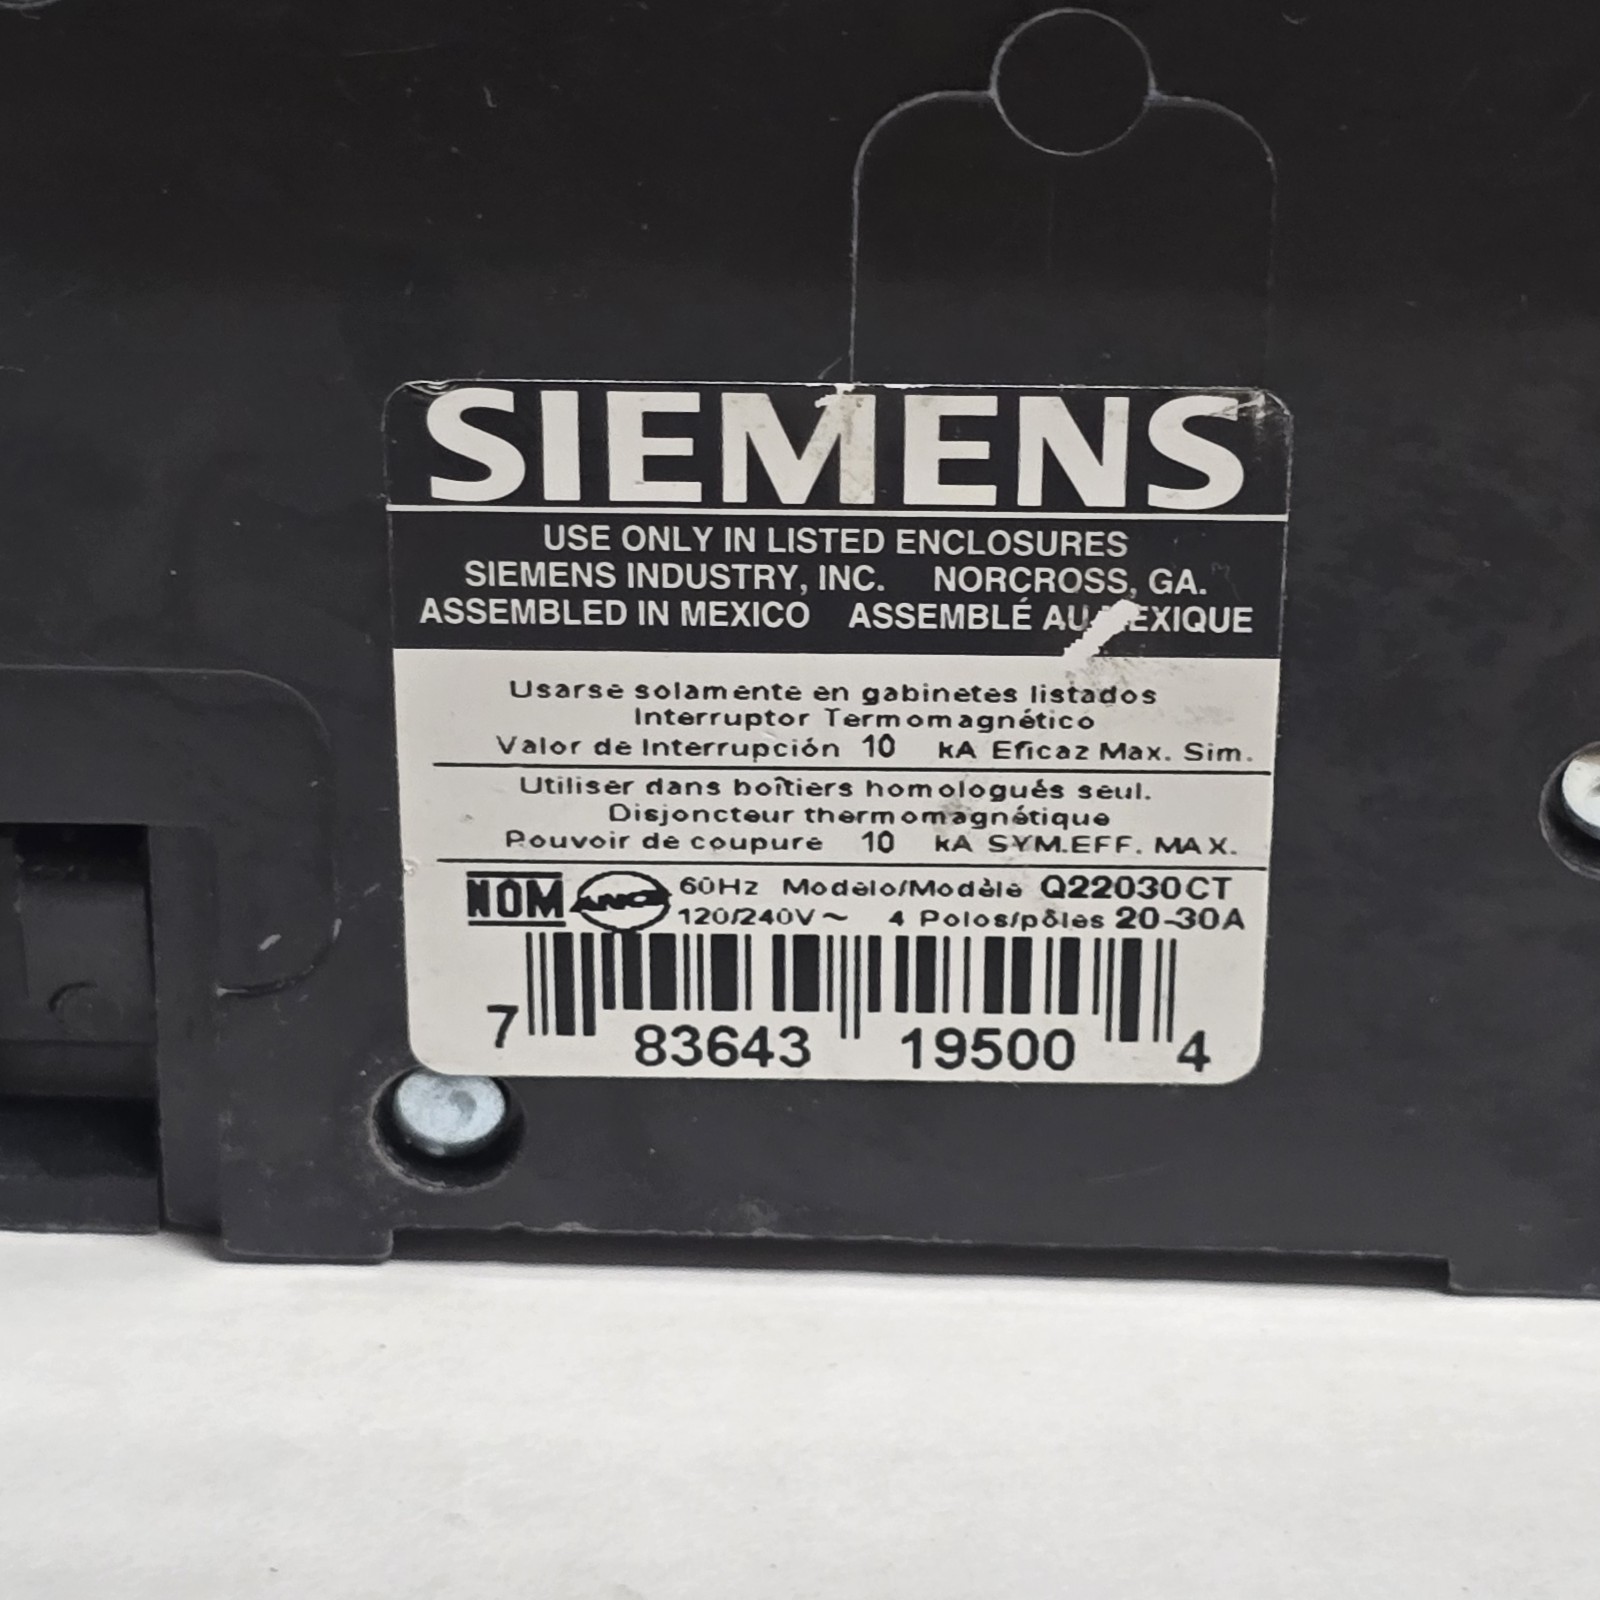 SIEMENS
USE ONLY IN LISTED ENCLOSURES
SIEMENS INDUSTRY, INC. NORCROSS, GA.
ASSEMBLED IN MEXICO ASSEMBLÉ AU MEXIQUE
Usarse solamente en gabinetes listados
Interruptor Termomagnético
Valor de Interrupción 10 kA Eficaz Max. Sim.
Utiliser dans boîtiers homologués seul.
Disjoncteur thermomagnétique
Pouvoir de coupure 10 kA SYM.EFF. MAX.
NOM ANCE 60Hz Modelo/Modèle Q22030CT
120/240V~ 4 Polos/pôles 20-30A
7 83643 19500 4